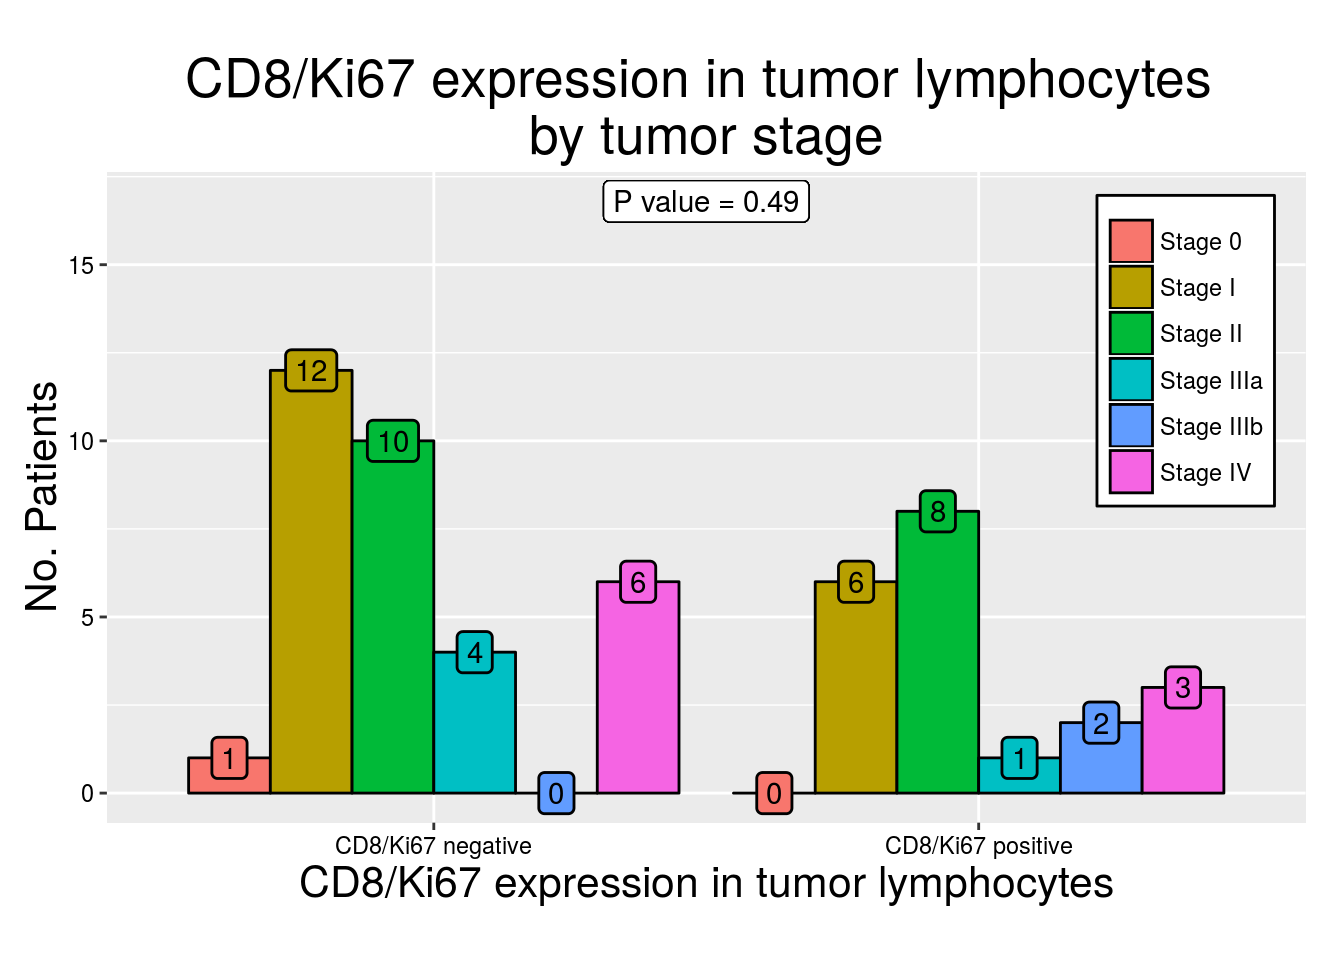 CD8/Ki67 expression in tumor lymphocytes
by tumor stage
P value = 0.49
Stage 0
Stage I
Stage II
Stage IIIa
Stage IIIb
Stage IV
No. Patients
15
10
5
0
1
12
10
4
0
6
0
6
8
1
2
3
CD8/Ki67 negative
CD8/Ki67 positive
CD8/Ki67 expression in tumor lymphocytes